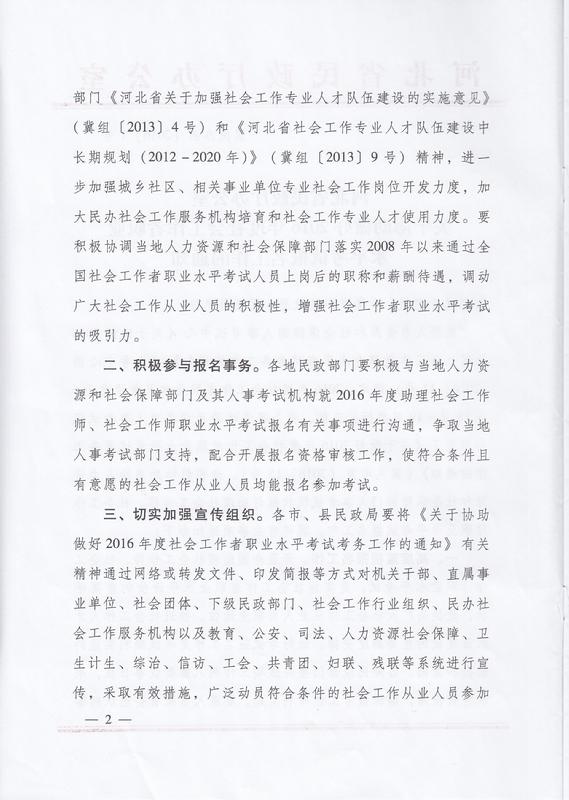 部门《河北省关于加强社会工作专业人才队伍建设的实施意见》
（冀组〔2013〕4 号）和《河北省社会工作专业人才队伍建设中
长期规划（2012－2020 年）》（冀组〔2013〕9 号）精神，进一
步加强城乡社区、相关事业单位专业社会工作岗位开发力度，加
大民办社会工作服务机构培育和社会工作专业人才使用力度。要
积极协调当地人力资源和社会保障部门落实 2008 年以来通过全
国社会工作者职业水平考试人员上岗后的职称和薪酬待遇，调动
广大社会工作从业人员的积极性，增强社会工作者职业水平考试
的吸引力。
二、积极参与报名事务。各地民政部门要积极与当地人力资
源和社会保障部门及其人事考试机构就 2016 年度助理社会工作
师、社会工作师职业水平考试报名有关事项进行沟通，争取当地
人事考试部门支持，配合开展报名资格审核工作，使符合条件且
有意愿的社会工作从业人员均能报名参加考试。
三、切实加强宣传组织。各市、县民政局要将《关于协助
做好 2016 年度社会工作者职业水平考试考务工作的通知》有关
精神通过网络或转发文件、印发简报等方式对机关干部、直属事
业单位、社会团体、下级民政部门、社会工作行业组织、民办社
会工作服务机构以及教育、公安、司法、人力资源社会保障、卫
生计生、综治、信访、工会、共青团、妇联、残联等系统进行宣
传，采取有效措施，广泛动员符合条件的社会工作从业人员参加
— 2 —